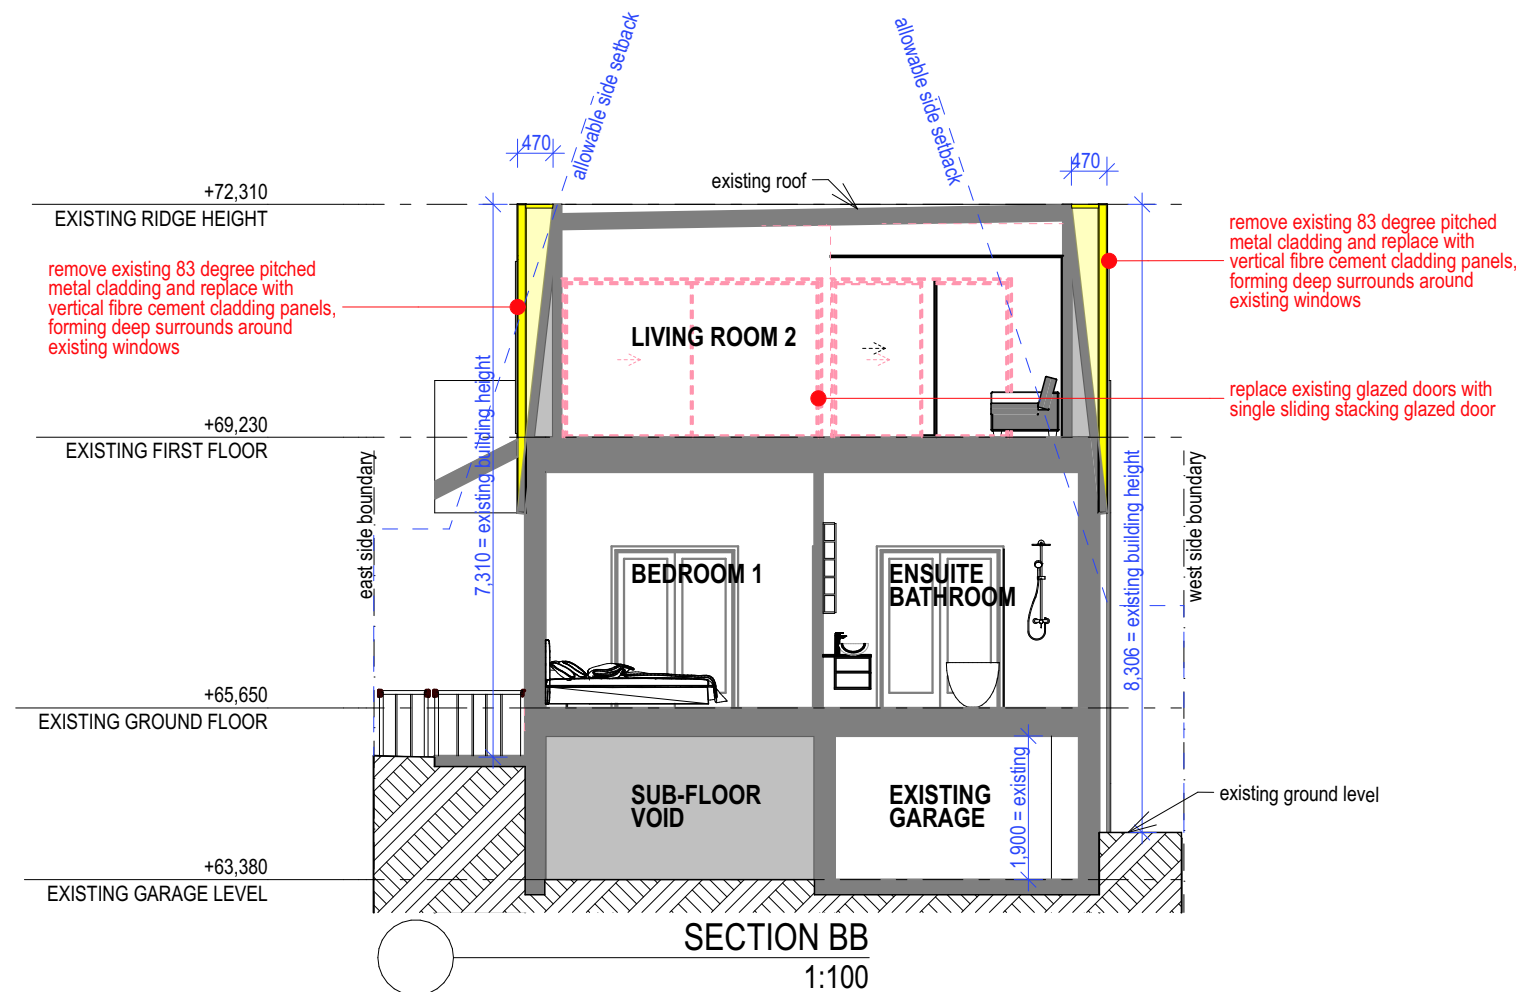 allowable side setback
allowable side setback
470
470
existing roof
+72,310
EXISTING RIDGE HEIGHT
remove existing 83 degree pitched
metal cladding and replace with
vertical fibre cement cladding panels,
forming deep surrounds around
existing windows
remove existing 83 degree pitched
metal cladding and replace with
vertical fibre cement cladding panels,
forming deep surrounds around
existing windows
LIVING ROOM 2
replace existing glazed doors with
single sliding stacking glazed door
+69,230
EXISTING FIRST FLOOR
east side boundary
7,310 = existing building height
8,306 = existing building height
west side boundary
BEDROOM 1
ENSUITE
BATHROOM
+65,650
EXISTING GROUND FLOOR
SUB-FLOOR
VOID
EXISTING
GARAGE
1,900 = existing
existing ground level
+63,380
EXISTING GARAGE LEVEL
SECTION BB
1:100